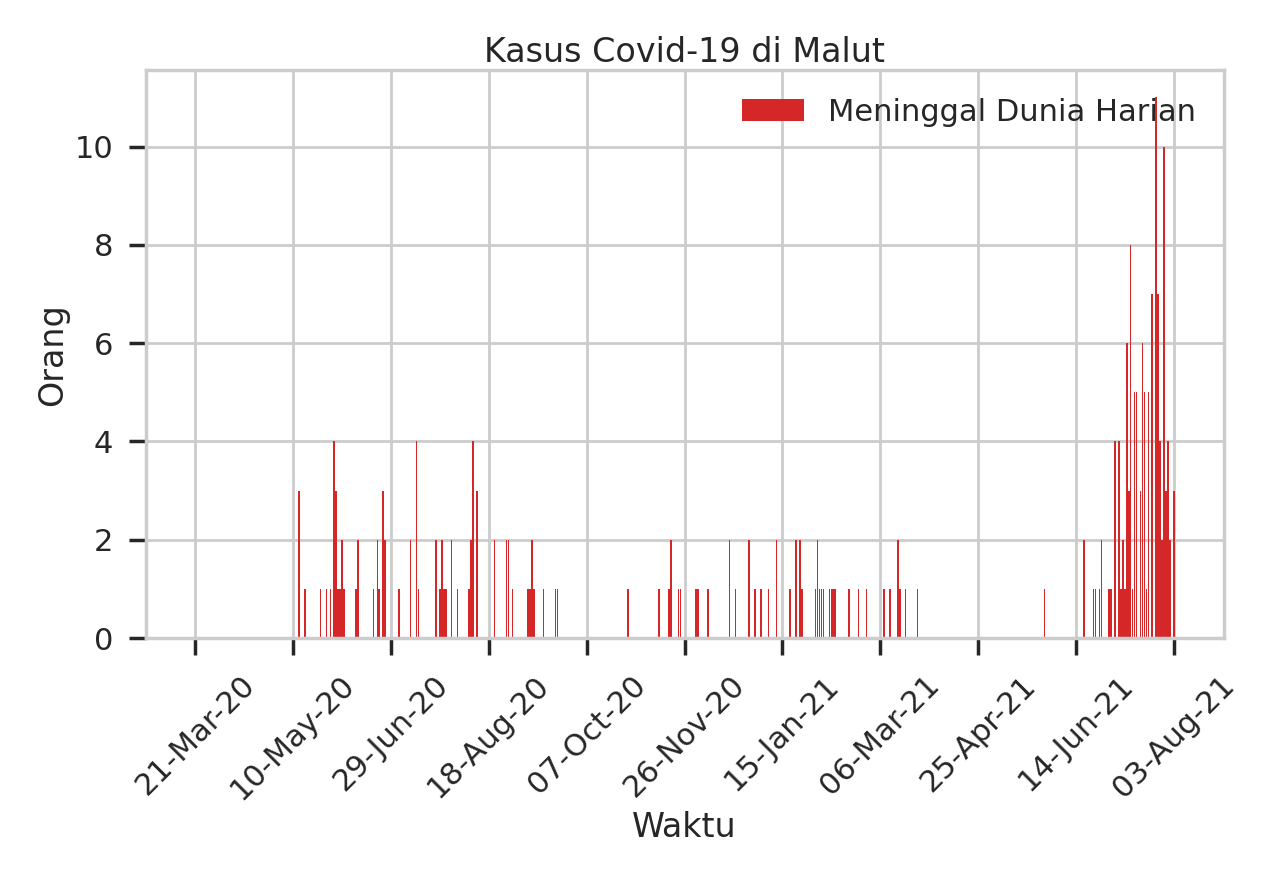 Kasus Covid-19 di Malut
Meninggal Dunia Harian
10
8
6
4
2
0
Orang
21-Mar-20
10-May-20
29-Jun-20
18-Aug-20
07-Oct-20
26-Nov-20
15-Jan-21
06-Mar-21
25-Apr-21
14-Jun-21
03-Aug-21
Waktu